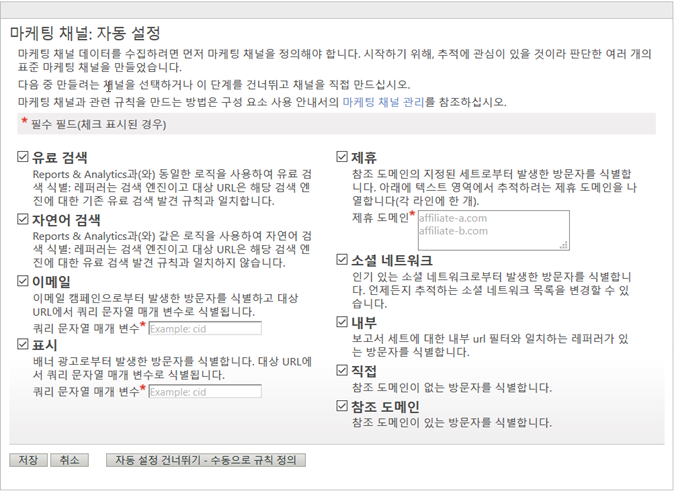 마케팅 채널: 자동 설정
마케팅 채널 데이터를 수집하려면 먼저 마케팅 채널을 정의해야 합니다. 시작하기 위해, 추적에 관심이 있을 것이라 판단한 여러 개의
표준 마케팅 채널을 만들었습니다.
다음 중 만들려는 채널을 선택하거나 이 단계를 건너뛰고 채널을 직접 만드십시오.
마케팅 채널과 관련 규칙을 만드는 방법은 구성 요소 사용 안내서의 마케팅 채널 관리를 참조하십시오.
* 필수 필드(체크 표시된 경우)
유료 검색
Reports & Analytics과(와) 동일한 로직을 사용하여 유료 검
색 식별: 레퍼러는 검색 엔진이고 대상 URL은 해당 검색 엔
진에 대한 기존 유료 검색 발견 규칙과 일치합니다.
자연어 검색
Reports & Analytics과(와) 같은 로직을 사용하여 자연어 검
색 식별: 레퍼러는 검색 엔진이고 대상 URL은 해당 검색 엔
진에 대한 유료 검색 발견 규칙과 일치하지 않습니다.
이메일
이메일 캠페인으로부터 발생한 방문자를 식별하고 대상
URL에서 쿼리 문자열 매개 변수로 식별됩니다.
쿼리 문자열 매개 변수* Example: cid
표시
배너 광고로부터 발생한 방문자를 식별합니다. 대상 URL에
서 쿼리 문자열 매개 변수로 식별됩니다.
쿼리 문자열 매개 변수* Example: cid
제휴
참조 도메인의 지정된 세트로부터 발생한 방문자를 식별합
니다. 아래에 텍스트 영역에서 추적하려는 제휴 도메인을 나
열합니다(각 라인에 한 개).
제휴 도메인* affiliate-a.com
affiliate-b.com
소셜 네트워크
인기 있는 소셜 네트워크로부터 발생한 방문자를 식별합니
다. 언제든지 추적하는 소셜 네트워크 목록을 변경할 수 있
습니다.
내부
보고서 세트에 대한 내부 url 필터와 일치하는 레퍼러가 있
는 방문자를 식별합니다.
직접
참조 도메인이 없는 방문자를 식별합니다.
참조 도메인
참조 도메인이 있는 방문자를 식별합니다.
저장 취소 자동 설정 건너뛰기 - 수동으로 규칙 정의